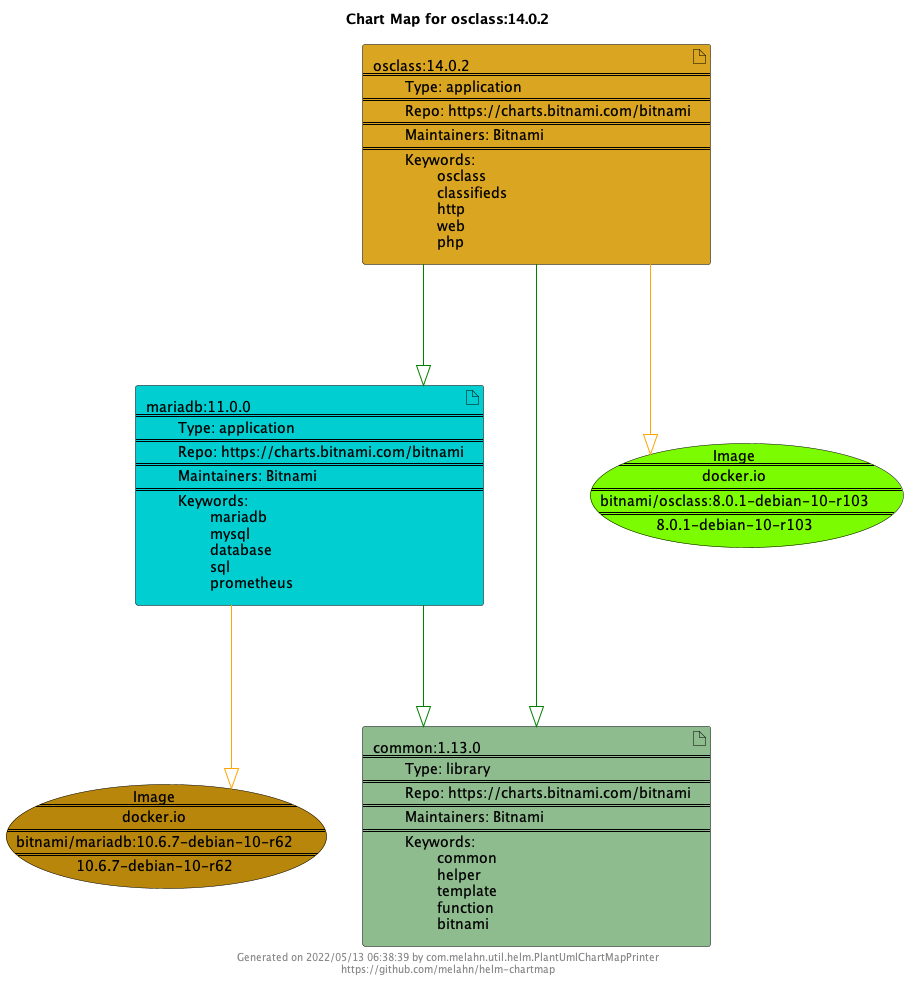 Chart Map for osclass:14.0.2
osclass:14.0.2
Type: application
Repo: https://charts.bitnami.com/bitnami
Maintainers: Bitnami
Keywords:
osclass
classifieds
http
web
php
mariadb:11.0.0
Type: application
Repo: https://charts.bitnami.com/bitnami
Maintainers: Bitnami
Keywords:
mariadb
mysql
database
sql
prometheus
Image
docker.io
bitnami/osclass:8.0.1-debian-10-r103
8.0.1-debian-10-r103
common:1.13.0
Type: library
Repo: https://charts.bitnami.com/bitnami
Maintainers: Bitnami
Keywords:
common
helper
template
function
bitnami
Image
docker.io
bitnami/mariadb:10.6.7-debian-10-r62
10.6.7-debian-10-r62
Generated on 2022/05/13 06:38:39 by com.melahn.util.helm.PlantUmlChartMapPrinter
https://github.com/melahn/helm-chartmap